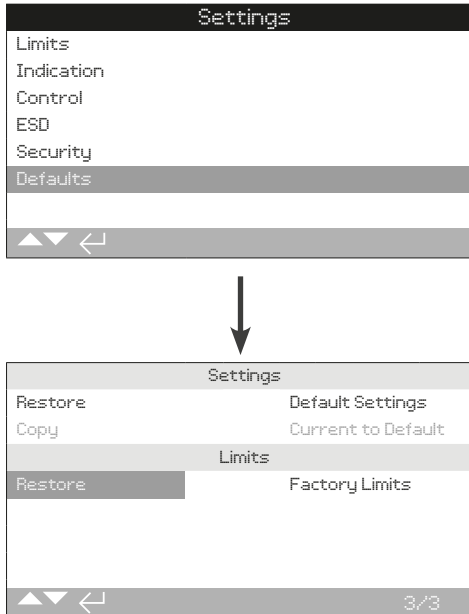 Settings
Limits
Indication
Control
ESD
Security
Defaults
Settings
Restore Default Settings
Copy Current to Default
Limits
Restore Factory Limits
3/3